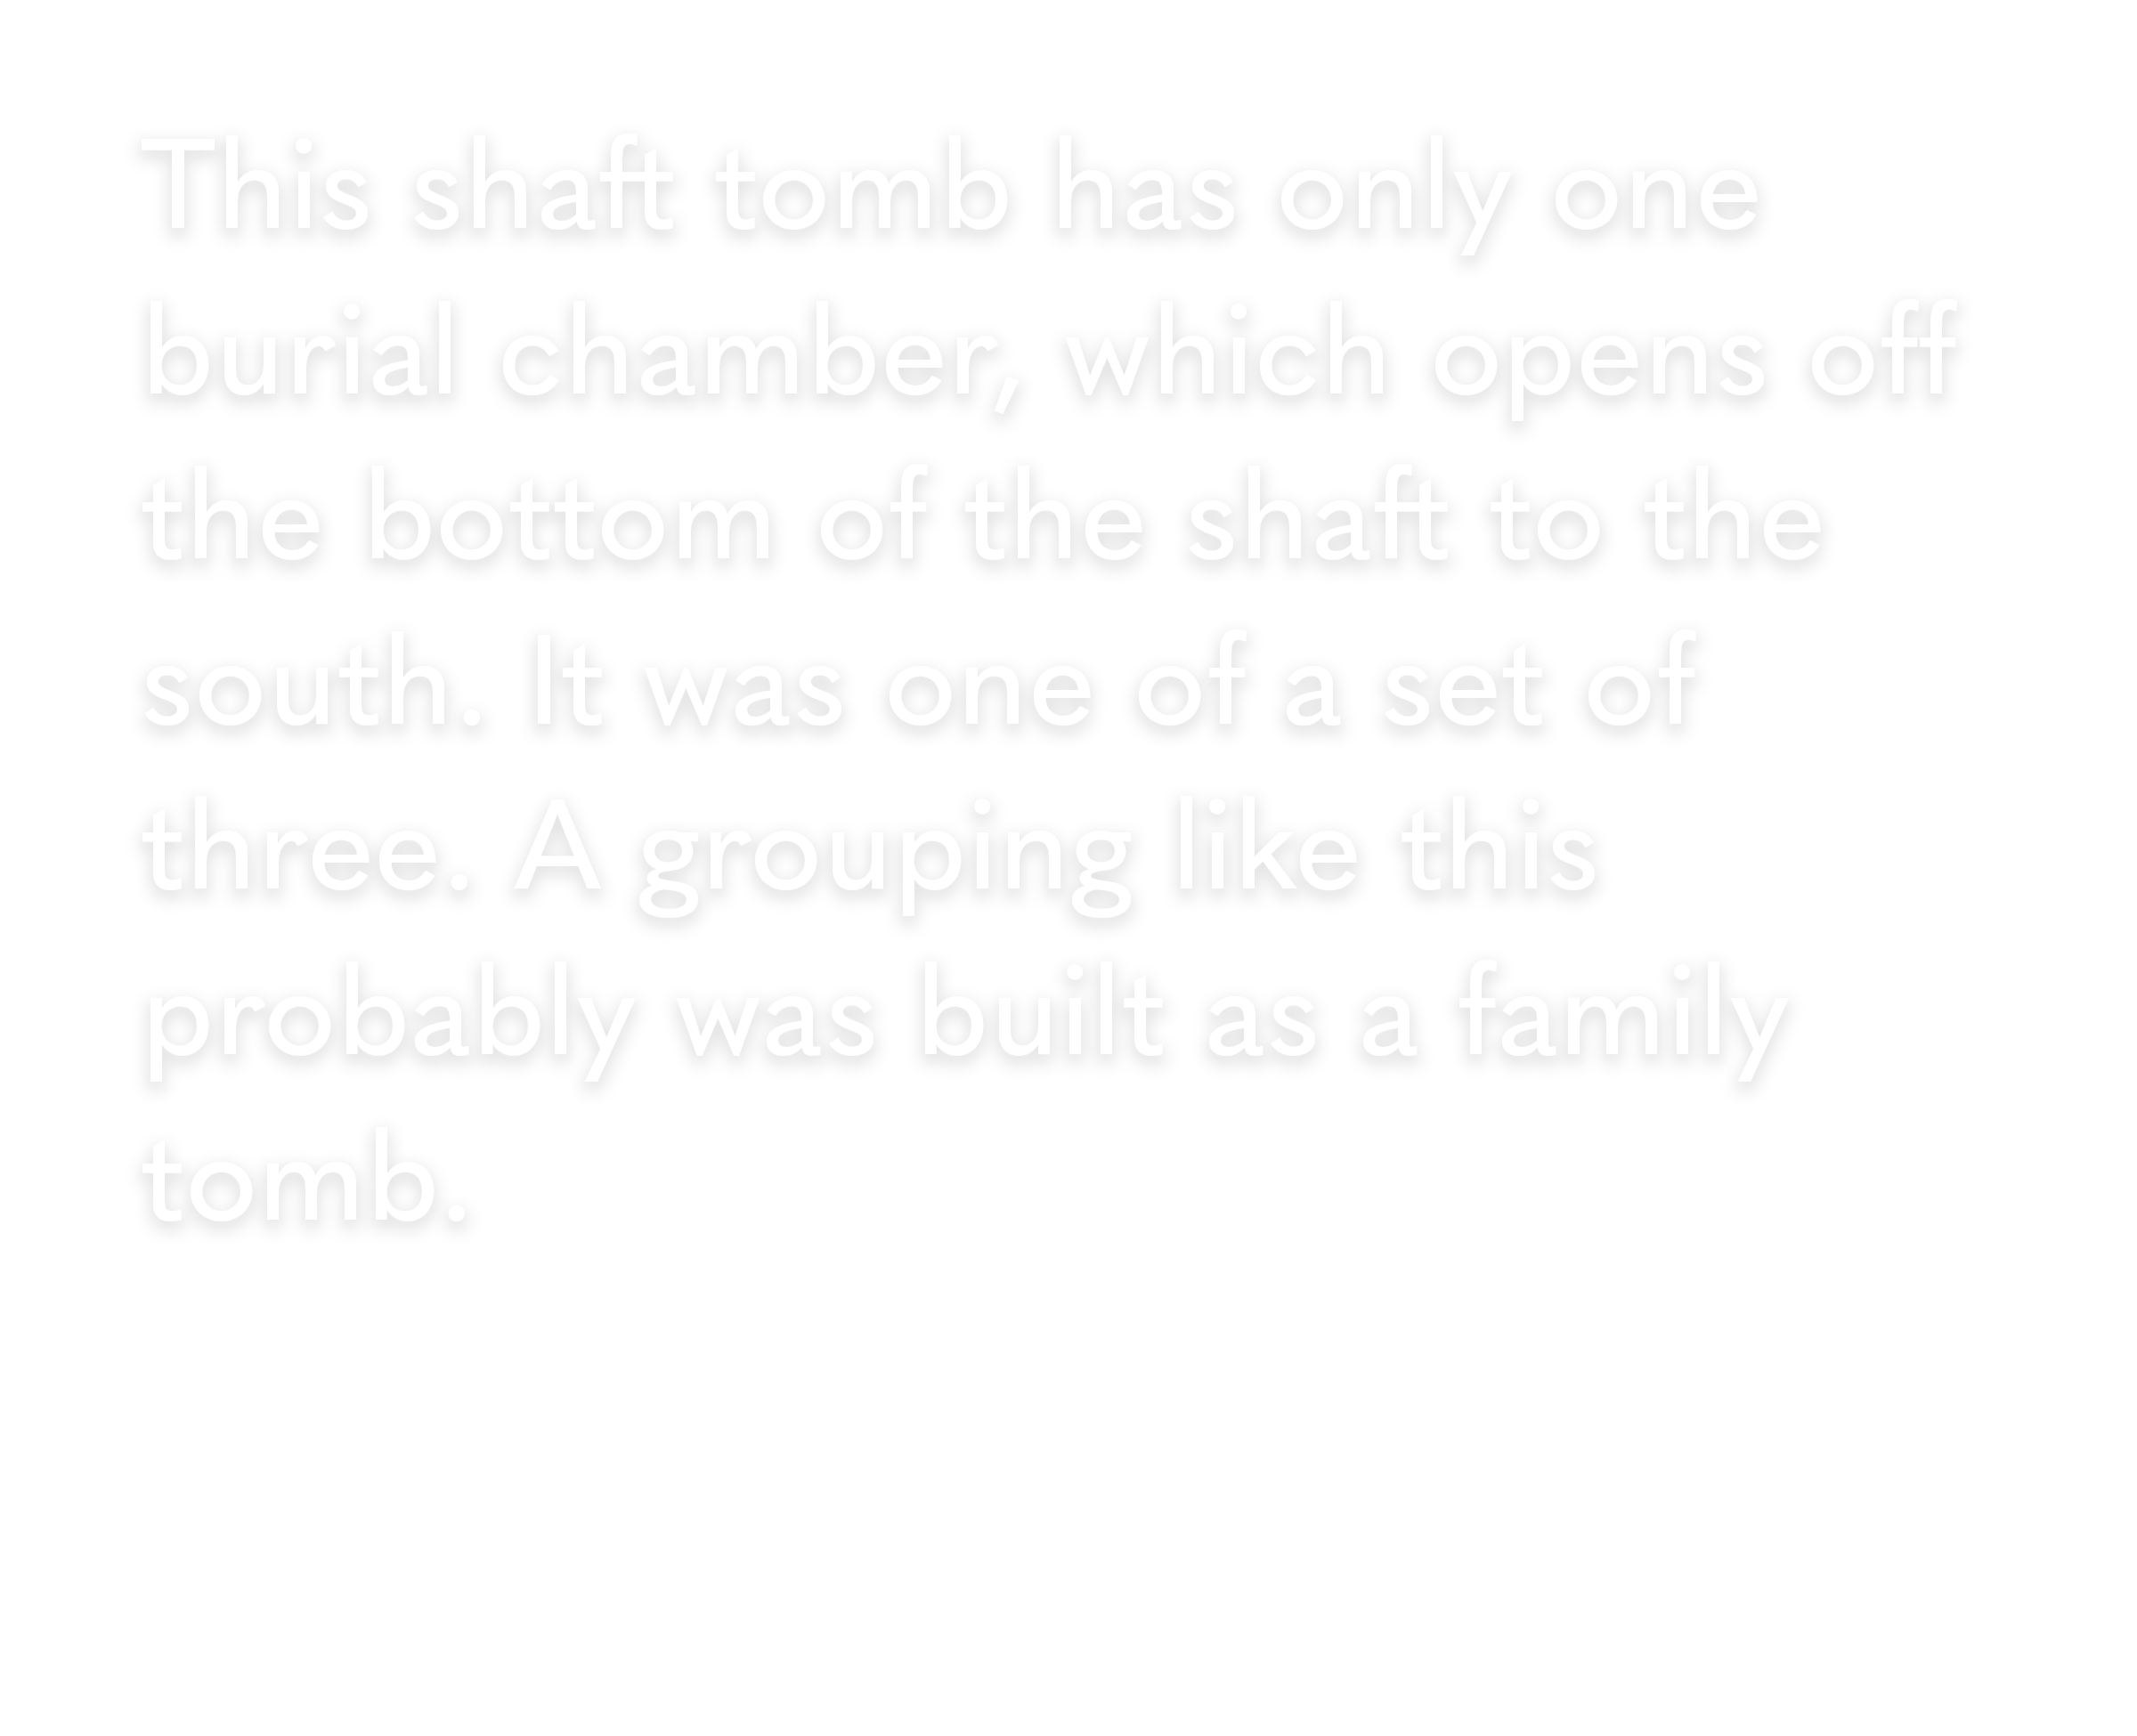 This shaft tomb has only one
burial chamber, which opens off
the bottom of the shaft to the
south. It was one of a set of
three. A grouping like this
probably was built as a family
tomb.